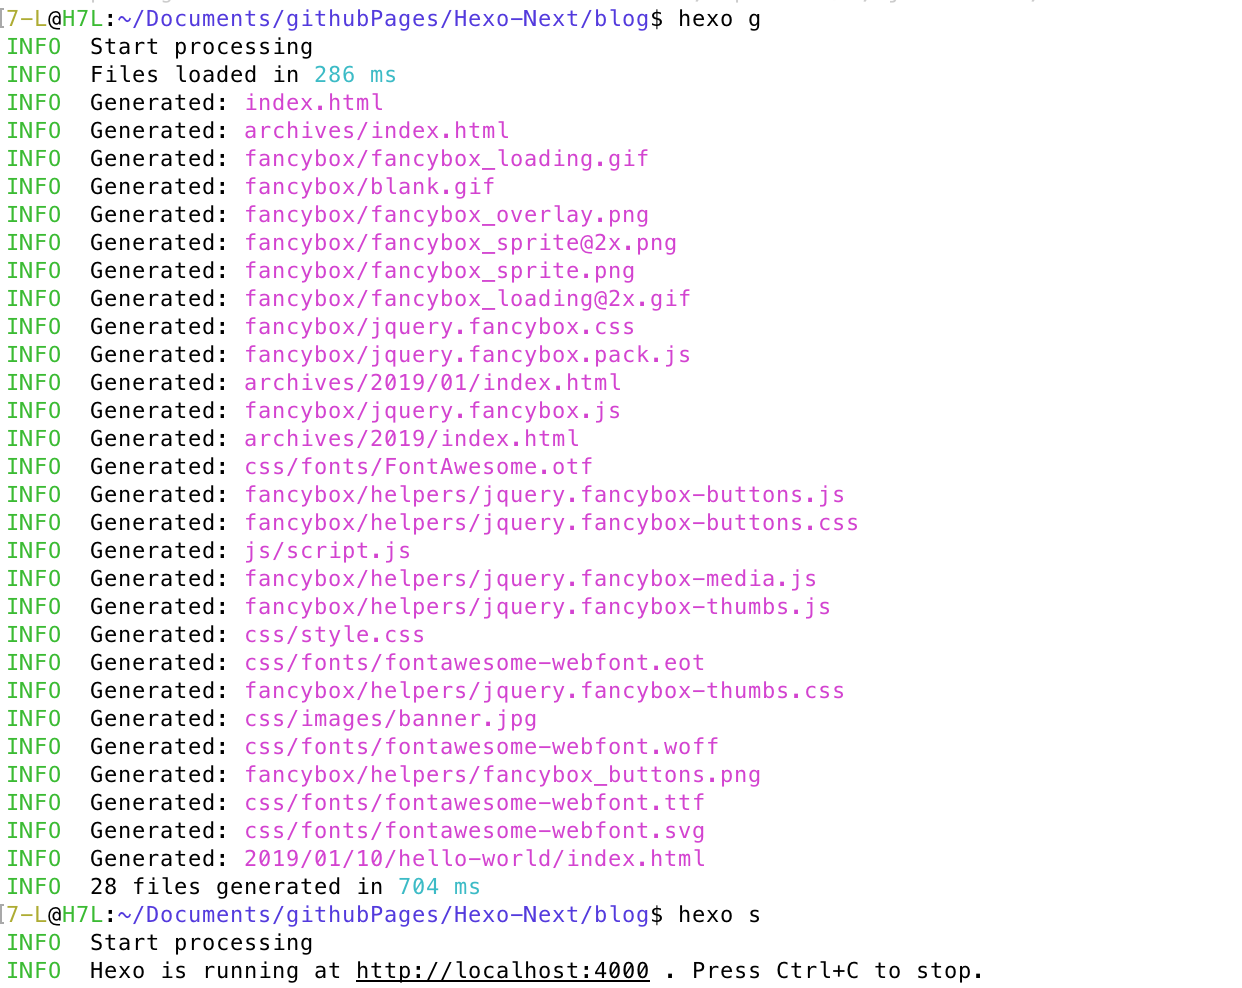 [7-L@H7L:~/Documents/githubPages/Hexo-Next/blog$ hexo g
INFO  Start processing
INFO  Files loaded in 286 ms
INFO  Generated: index.html
INFO  Generated: archives/index.html
INFO  Generated: fancybox/fancybox_loading.gif
INFO  Generated: fancybox/blank.gif
INFO  Generated: fancybox/fancybox_overlay.png
INFO  Generated: fancybox/fancybox_sprite@2x.png
INFO  Generated: fancybox/fancybox_sprite.png
INFO  Generated: fancybox/fancybox_loading@2x.gif
INFO  Generated: fancybox/jquery.fancybox.css
INFO  Generated: fancybox/jquery.fancybox.pack.js
INFO  Generated: archives/2019/01/index.html
INFO  Generated: fancybox/jquery.fancybox.js
INFO  Generated: archives/2019/index.html
INFO  Generated: css/fonts/FontAwesome.otf
INFO  Generated: fancybox/helpers/jquery.fancybox-buttons.js
INFO  Generated: fancybox/helpers/jquery.fancybox-buttons.css
INFO  Generated: js/script.js
INFO  Generated: fancybox/helpers/jquery.fancybox-media.js
INFO  Generated: fancybox/helpers/jquery.fancybox-thumbs.js
INFO  Generated: css/style.css
INFO  Generated: css/fonts/fontawesome-webfont.eot
INFO  Generated: fancybox/helpers/jquery.fancybox-thumbs.css
INFO  Generated: css/images/banner.jpg
INFO  Generated: css/fonts/fontawesome-webfont.woff
INFO  Generated: fancybox/helpers/fancybox_buttons.png
INFO  Generated: css/fonts/fontawesome-webfont.ttf
INFO  Generated: css/fonts/fontawesome-webfont.svg
INFO  Generated: 2019/01/10/hello-world/index.html
INFO  28 files generated in 704 ms
[7-L@H7L:~/Documents/githubPages/Hexo-Next/blog$ hexo s
INFO  Start processing
INFO  Hexo is running at http://localhost:4000 . Press Ctrl+C to stop.